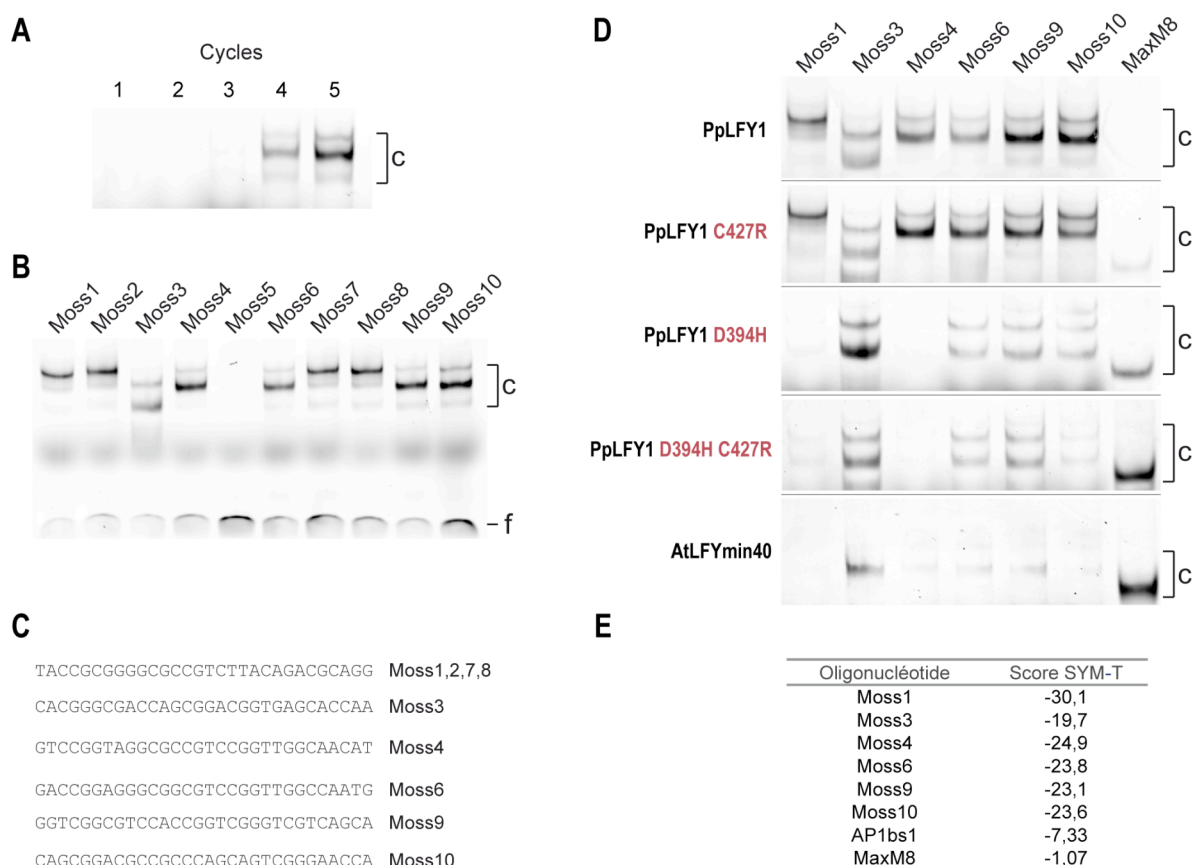 A
Cycles
1 2 3 4 5
C
B
Moss1 Moss2 Moss3 Moss4 Moss5 Moss6 Moss7 Moss8 Moss9 Moss10
C
f
C
TACCGCGGGGCGCCGTCTTACAGACGCAGG Moss1,2,7,8
CACGGGCGACCAGCGGACGGTGAGCACCAA Moss3
GTCCGGTAGGCGCCGTCCGGTTGGCAACAT Moss4
GACCGGAGGGCGGCGTCCGGTTGGCCAATG Moss6
GGTCGGCGTCCACCGGTCGGGTCGTCAGCA Moss9
CAGCGGACGCCGCCCAGCAGTCGGGAACCA Moss10
D
Moss1 Moss3 Moss4 Moss6 Moss9 Moss10 MaxM8
PpLFY1 C
PpLFY1 C427R C
PpLFY1 D394H C
PpLFY1 D394H C427R C
AtLFYmin40 C
E
Oligonucléotide Score SYM-T
Moss1 -30,1
Moss3 -19,7
Moss4 -24,9
Moss6 -23,8
Moss9 -23,1
Moss10 -23,6
AP1bs1 -7,33
MaxM8 -1,07